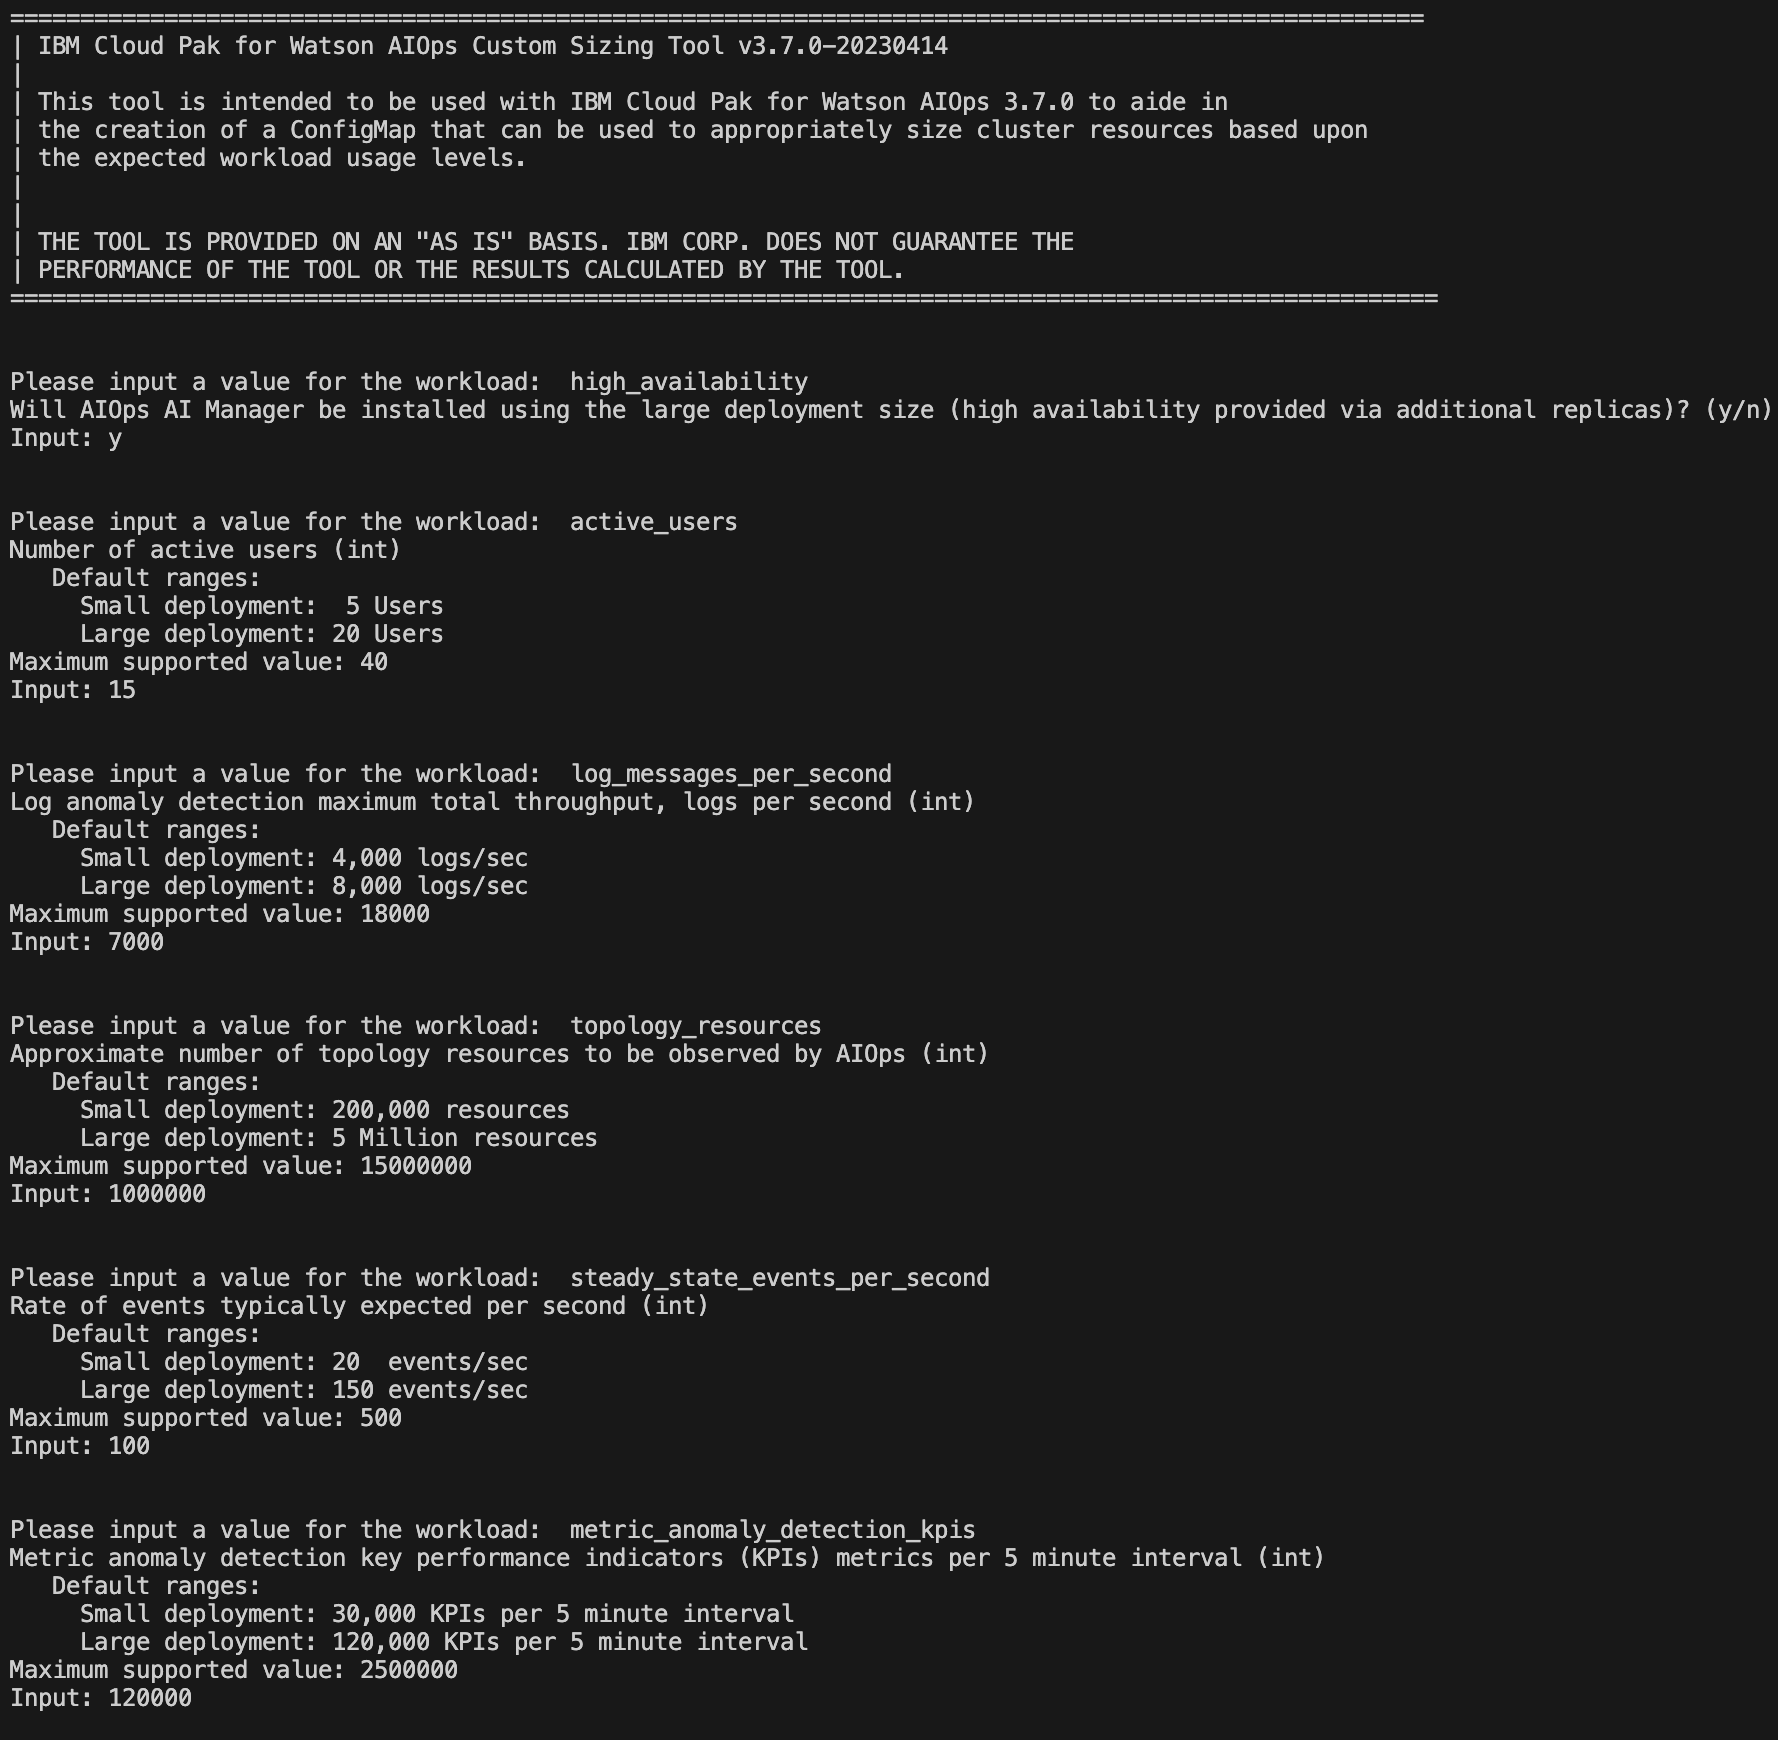 =====================================================================================================
| IBM Cloud Pak for Watson AIOps Custom Sizing Tool v3.7.0-20230414
|
| This tool is intended to be used with IBM Cloud Pak for Watson AIOps 3.7.0 to aide in
| the creation of a ConfigMap that can be used to appropriately size cluster resources based upon
| the expected workload usage levels.
|
|
| THE TOOL IS PROVIDED ON AN "AS IS" BASIS. IBM CORP. DOES NOT GUARANTEE THE
| PERFORMANCE OF THE TOOL OR THE RESULTS CALCULATED BY THE TOOL.
======================================================================================================
Please input a value for the workload:  high_availability
Will AIOps AI Manager be installed using the large deployment size (high availability provided via additional replicas)? (y/n)
Input: y
Please input a value for the workload:  active_users
Number of active users (int)
   Default ranges:
     Small deployment:  5 Users
     Large deployment: 20 Users
Maximum supported value: 40
Input: 15
Please input a value for the workload:  log_messages_per_second
Log anomaly detection maximum total throughput, logs per second (int)
   Default ranges:
     Small deployment: 4,000 logs/sec
     Large deployment: 8,000 logs/sec
Maximum supported value: 18000
Input: 7000
Please input a value for the workload:  topology_resources
Approximate number of topology resources to be observed by AIOps (int)
   Default ranges:
     Small deployment: 200,000 resources
     Large deployment: 5 Million resources
Maximum supported value: 15000000
Input: 1000000
Please input a value for the workload:  steady_state_events_per_second
Rate of events typically expected per second (int)
   Default ranges:
     Small deployment: 20  events/sec
     Large deployment: 150 events/sec
Maximum supported value: 500
Input: 100
Please input a value for the workload:  metric_anomaly_detection_kpis
Metric anomaly detection key performance indicators (KPIs) metrics per 5 minute interval (int)
   Default ranges:
     Small deployment: 30,000 KPIs per 5 minute interval
     Large deployment: 120,000 KPIs per 5 minute interval
Maximum supported value: 2500000
Input: 120000